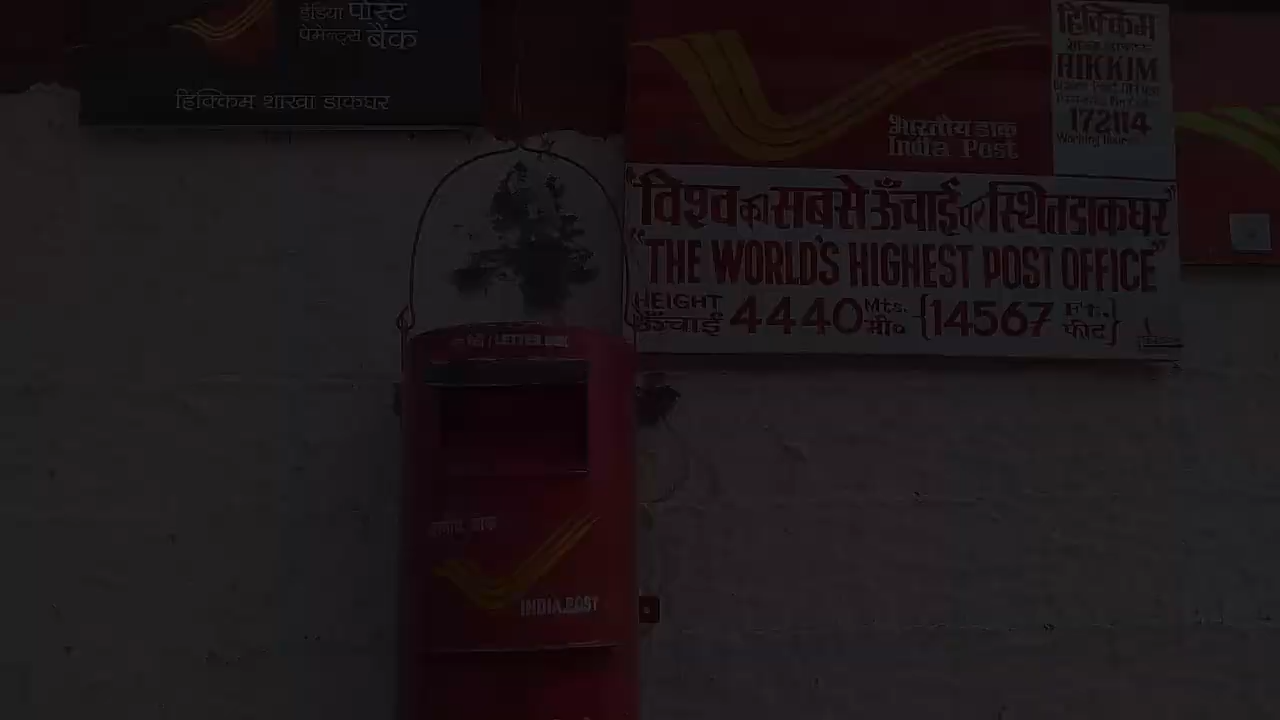 इंडिया पोस्ट
पेमेन्ट्स बैंक
हिक्किम शाखा डाकघर
भारतीय डाक
India Post
हिक्किम
HIKKIM
172114
"विश्व का सबसे ऊँचाई पर स्थित डाकघर"
"THE WORLD'S HIGHEST POST OFFICE"
HEIGHT 4440 Mts. {14567 Ft.}
ऊँचाई मी० फीट
LETTER BOX
INDIA POST